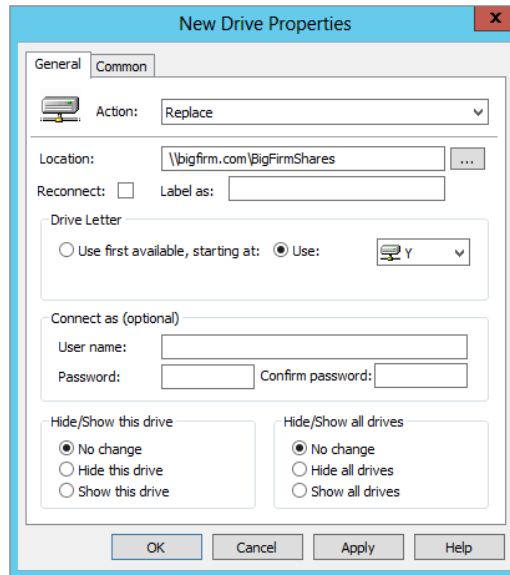 New Drive Properties
x
General Common
Action: Replace
Location: \\bigfirm.com\BigFirmShares ...
Reconnect: Label as:
Drive Letter
Use first available, starting at: Use: Y
Connect as (optional)
User name:
Password: Confirm password:
Hide/Show this drive Hide/Show all drives
No change No change
Hide this drive Hide all drives
Show this drive Show all drives
OK Cancel Apply Help